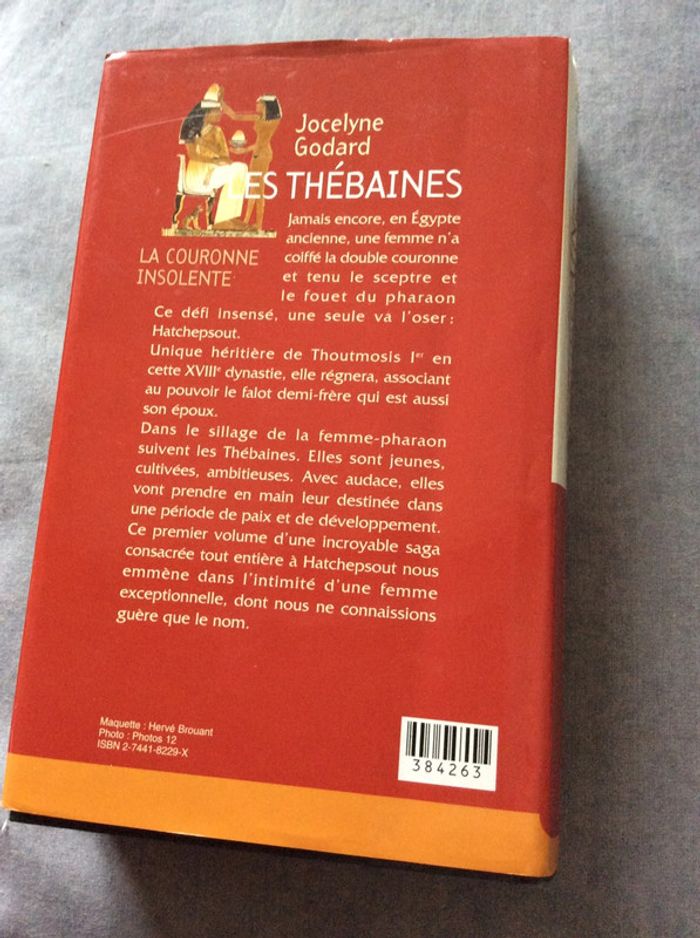 Jocelyne
Godard
LES THÉBAINES
LA COURONNE
INSOLENTE
Jamais encore, en Égypte
ancienne, une femme n'a
coiffé la double couronne
et tenu le sceptre et
le fouet du pharaon
Ce défi insensé, une seule va l'oser :
Hatchepsout.
Unique héritière de Thoutmosis Ier en
cette XVIIIe dynastie, elle régnera, associant
au pouvoir le falot demi-frère qui est aussi
son époux.
Dans le sillage de la femme-pharaon
suivent les Thébaines. Elles sont jeunes,
cultivées, ambitieuses. Avec audace, elles
vont prendre en main leur destinée dans
une période de paix et de développement.
Ce premier volume d'une incroyable saga
consacrée tout entière à Hatchepsout nous
emmène dans l'intimité d'une femme
exceptionnelle, dont nous ne connaissions
guère que le nom.
Maquette : Hervé Brouant
Photo : Photos 12
ISBN 2-7441-8229-X
384263